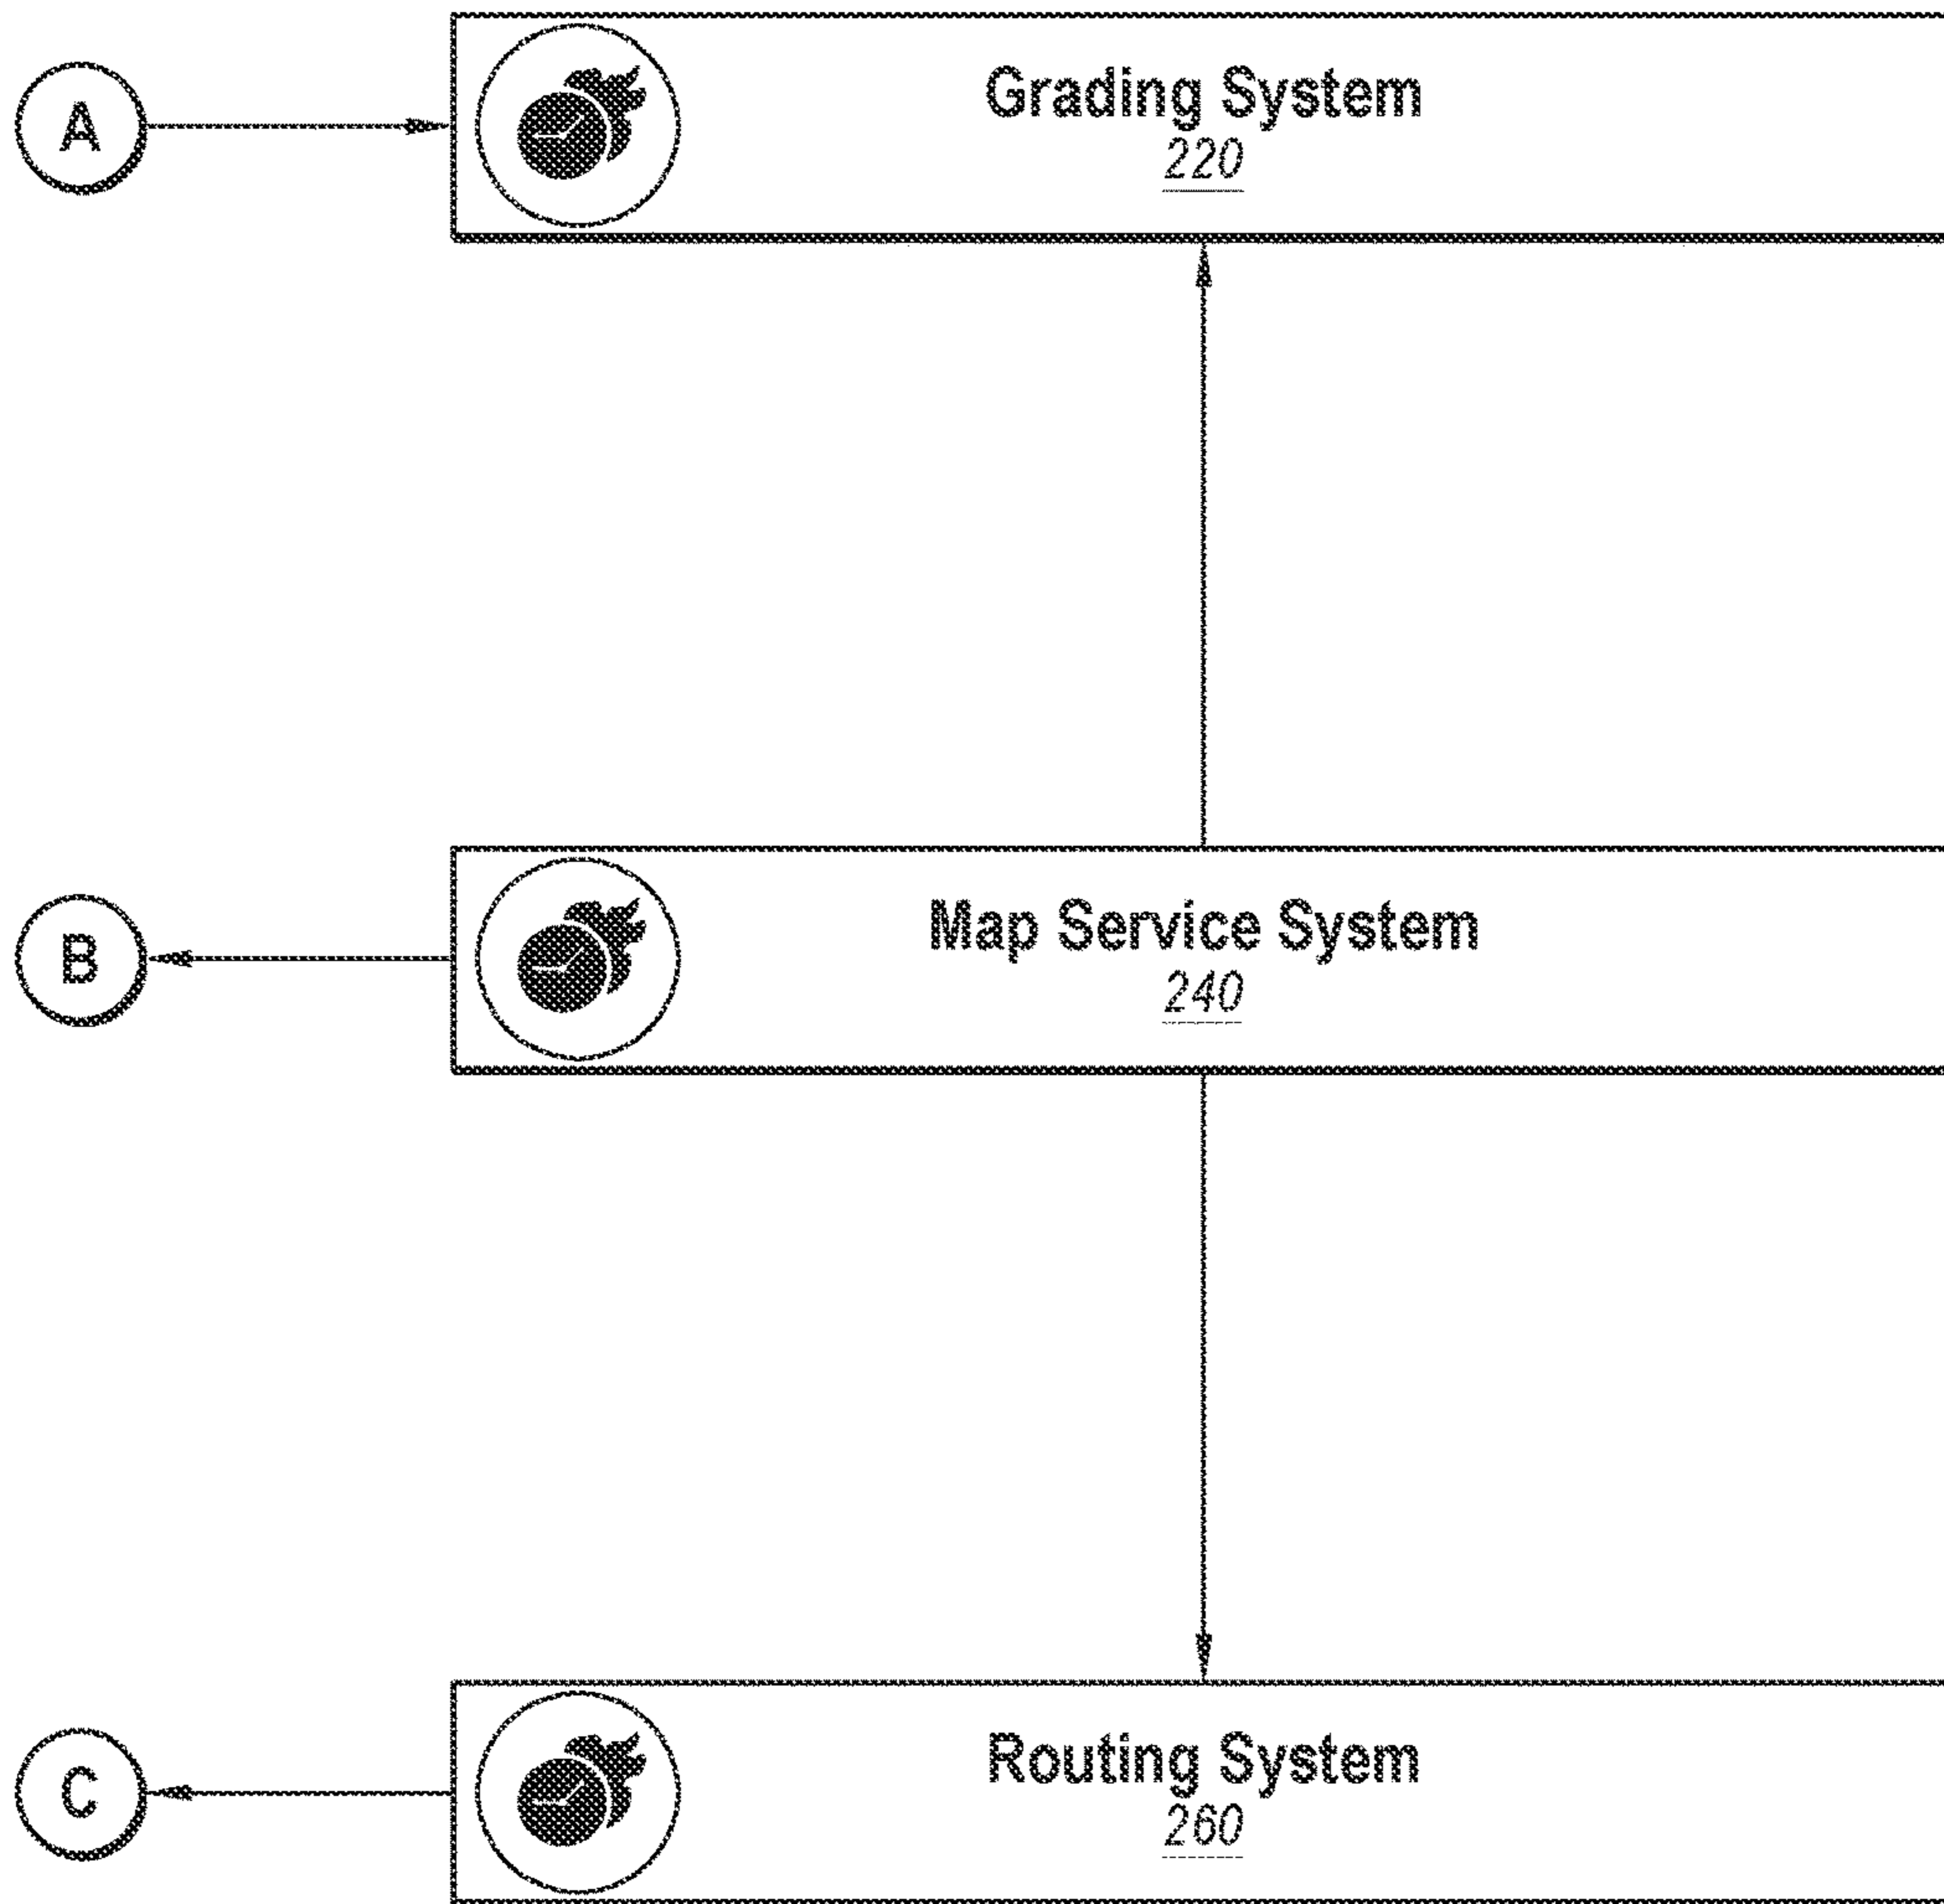 A
Grading System
220
B
Map Service System
240
C
Routing System
260